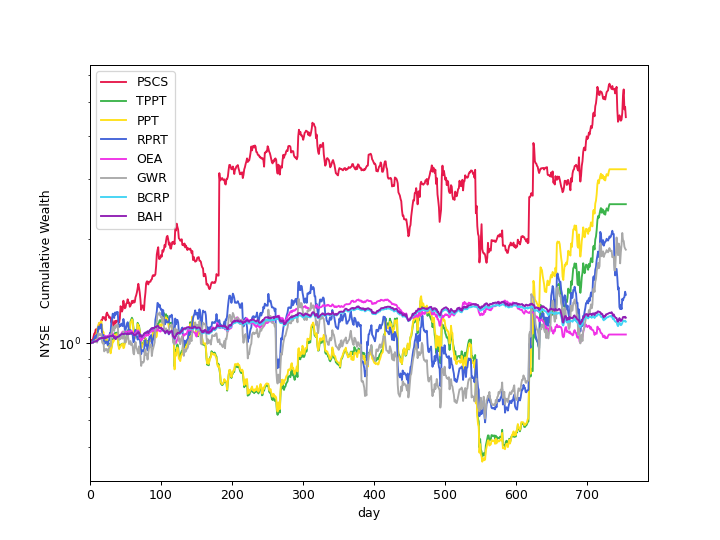 NYSE   Cumulative Wealth
10^0
PSCS
TPPT
PPT
RPRT
OEA
GWR
BCRP
BAH
0 100 200 300 400 500 600 700
day